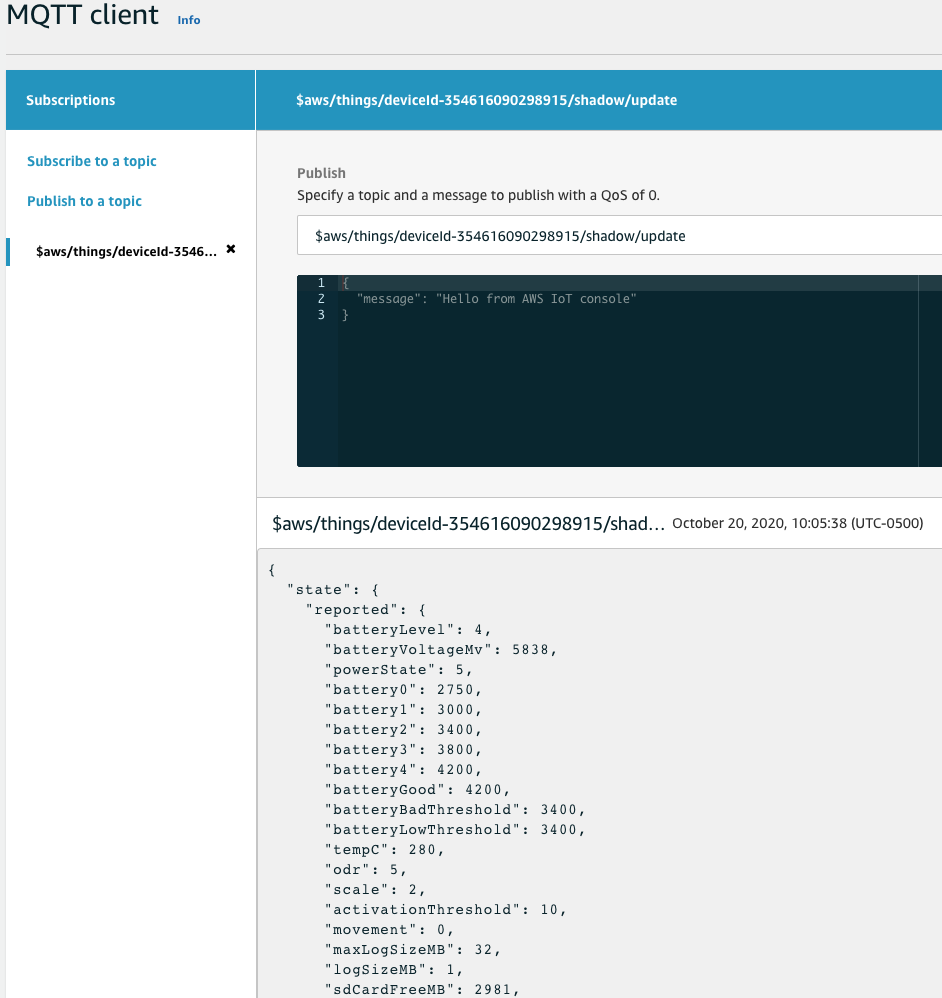 MQTT client Info
Subscriptions
$aws/things/deviceId-354616090298915/shadow/update
Subscribe to a topic
Publish to a topic
$aws/things/deviceId-3546... ✖
Publish
Specify a topic and a message to publish with a QoS of 0.
$aws/things/deviceId-354616090298915/shadow/update
1 {
2 "message": "Hello from AWS IoT console"
3 }
$aws/things/deviceId-354616090298915/shad... October 20, 2020, 10:05:38 (UTC-0500)
{
"state": {
"reported": {
"batteryLevel": 4,
"batteryVoltageMv": 5838,
"powerState": 5,
"battery0": 2750,
"battery1": 3000,
"battery2": 3400,
"battery3": 3800,
"battery4": 4200,
"batteryGood": 4200,
"batteryBadThreshold": 3400,
"batteryLowThreshold": 3400,
"tempC": 280,
"odr": 5,
"scale": 2,
"activationThreshold": 10,
"movement": 0,
"maxLogSizeMB": 32,
"logSizeMB": 1,
"sdCardFreeMB": 2981,